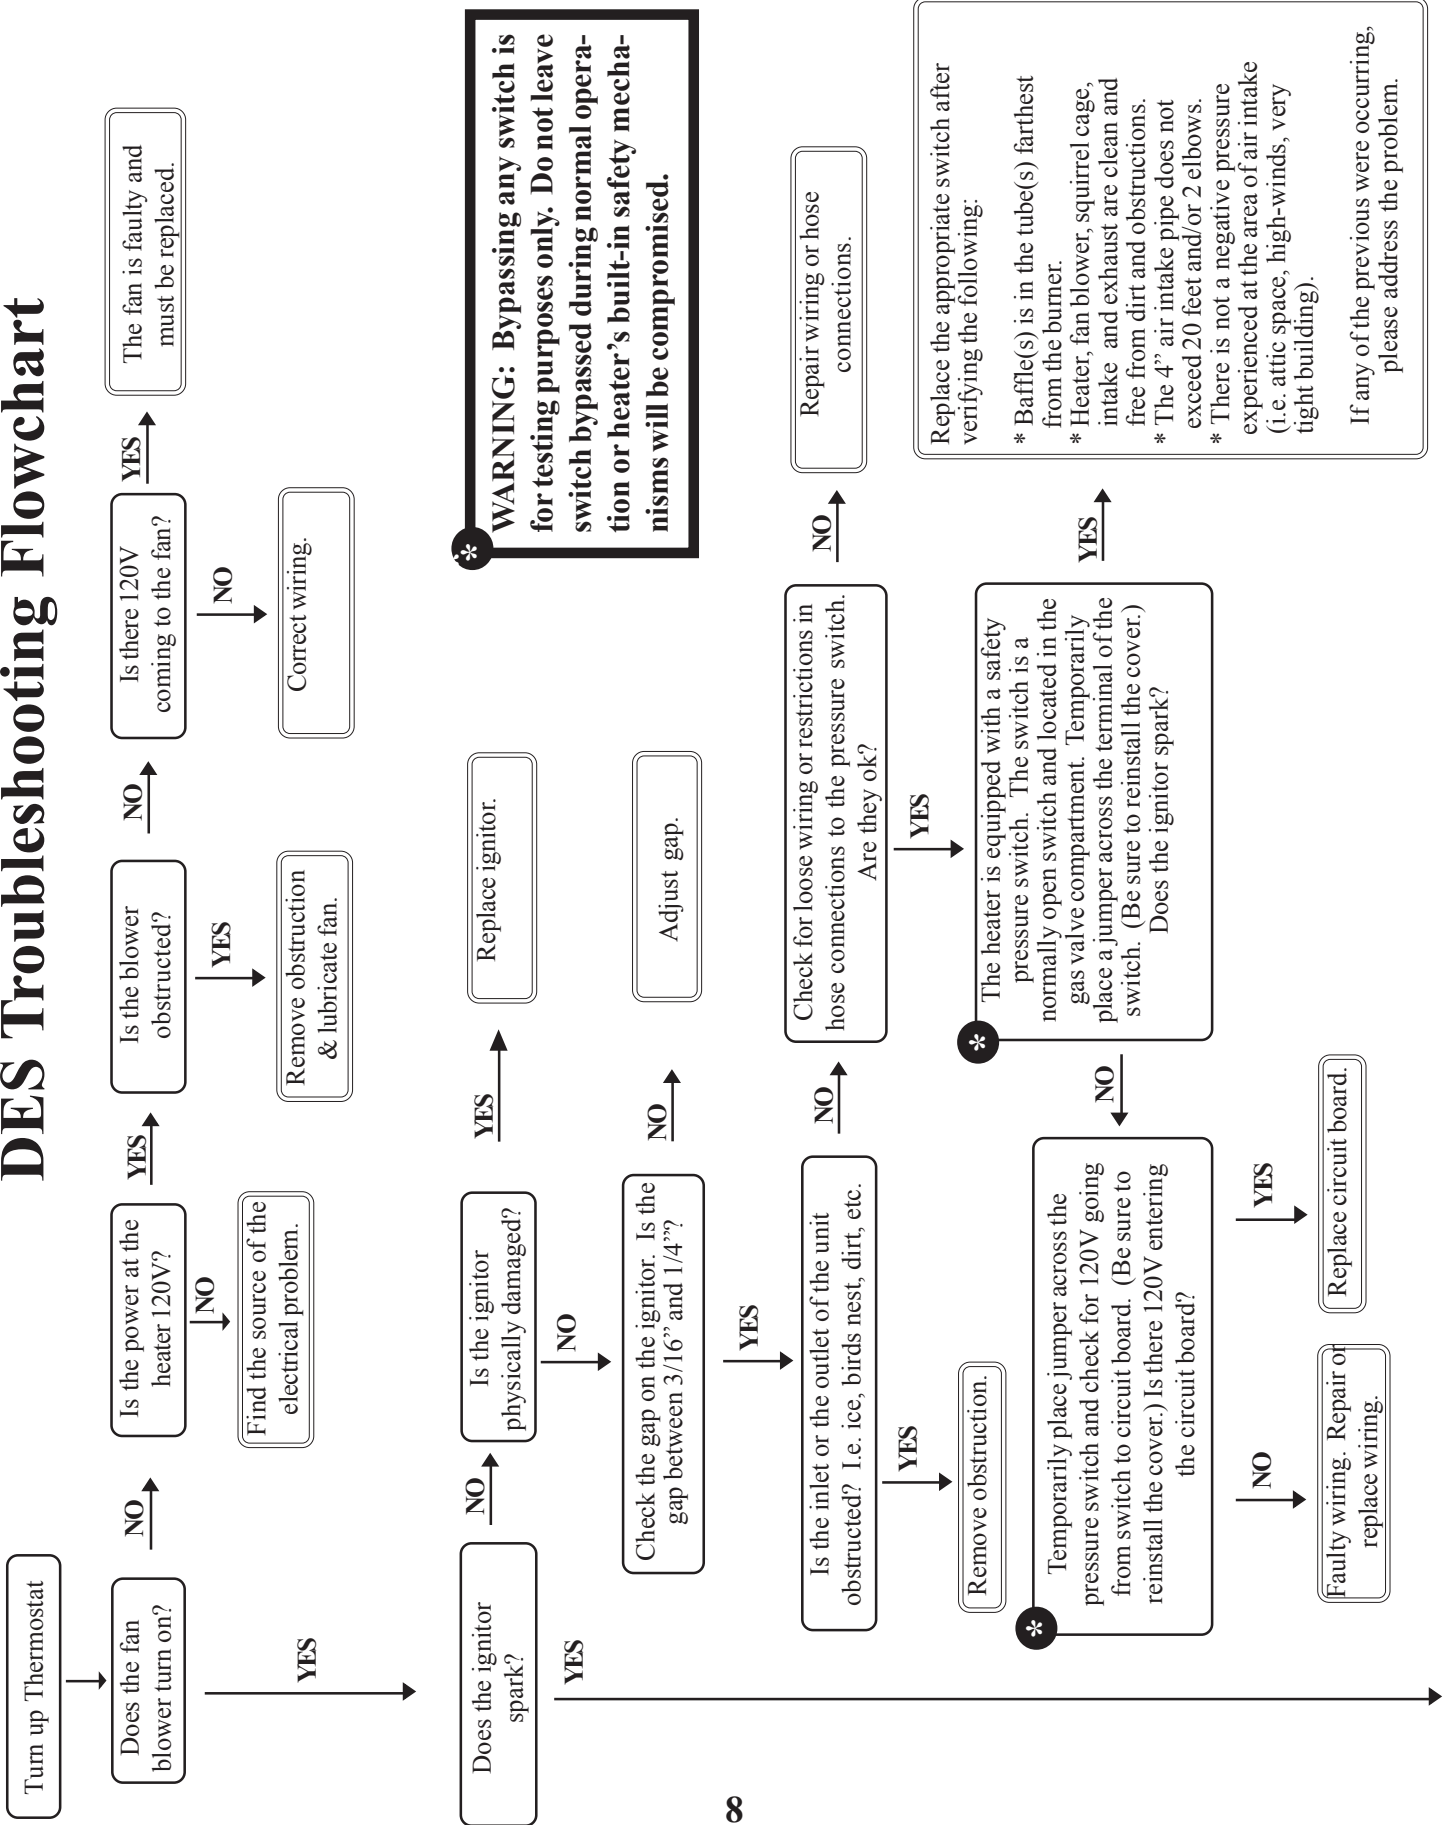 DES Troubleshooting Flowchart
Turn up Thermostat
Does the fan
blower turn on?
NO
Is the power at the
heater 120V?
YES
Is the blower
obstructed?
NO
Is there 120V
coming to the fan?
YES
The fan is faulty and
must be replaced.
NO
Find the source of the
electrical problem.
YES
Remove obstruction
& lubricate fan.
NO
Correct wiring.
YES
Does the ignitor
spark?
NO
Is the ignitor
physically damaged?
YES
Replace ignitor.
*
WARNING: Bypassing any switch is
for testing purposes only. Do not leave
switch bypassed during normal opera-
tion or heater's built-in safety mecha-
nisms will be compromised.
YES
NO
Check the gap on the ignitor. Is the
gap between 3/16” and 1/4”?
NO
Adjust gap.
YES
Is the inlet or the outlet of the unit
obstructed? I.e. ice, birds nest, dirt, etc.
NO
Check for loose wiring or restrictions in
hose connections to the pressure switch.
Are they ok?
NO
Repair wiring or hose
connections.
YES
Remove obstruction.
YES
*
The heater is equipped with a safety
pressure switch. The switch is a
normally open switch and located in the
gas valve compartment. Temporarily
place a jumper across the terminal of the
switch. (Be sure to reinstall the cover.)
Does the ignitor spark?
YES
Replace the appropriate switch after
verifying the following:
* Baffle(s) is in the tube(s) farthest
from the burner.
* Heater, fan blower, squirrel cage,
intake and exhaust are clean and
free from dirt and obstructions.
* The 4” air intake pipe does not
exceed 20 feet and/or 2 elbows.
* There is not a negative pressure
experienced at the area of air intake
(i.e. attic space, high-winds, very
tight building).
If any of the previous were occurring,
please address the problem.
NO
*
Temporarily place jumper across the
pressure switch and check for 120V going
from switch to circuit board. (Be sure to
reinstall the cover.) Is there 120V entering
the circuit board?
NO
Faulty wiring. Repair or
replace wiring.
YES
Replace circuit board.
8